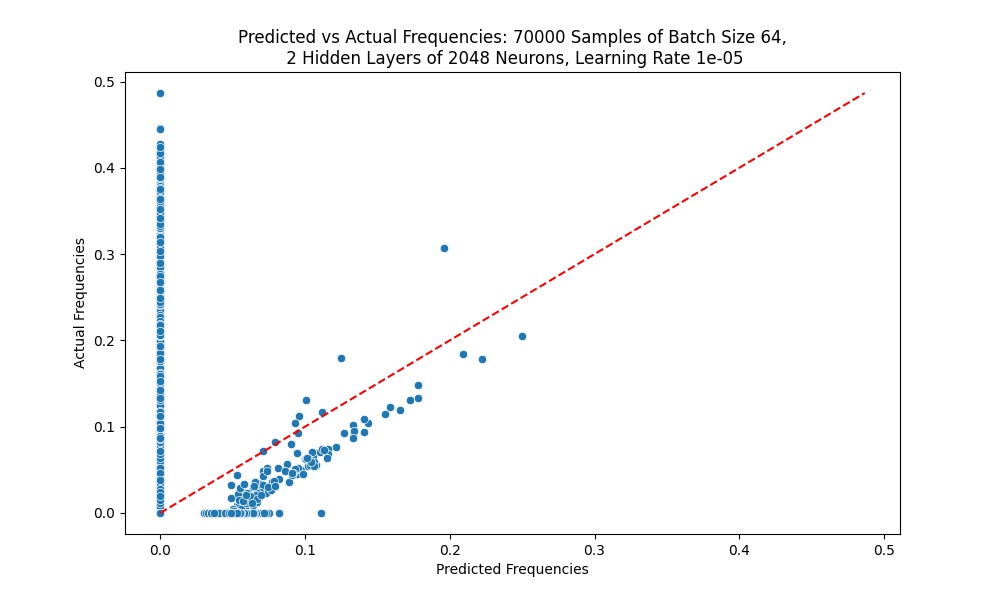 Predicted vs Actual Frequencies: 70000 Samples of Batch Size 64,
2 Hidden Layers of 2048 Neurons, Learning Rate 1e-05
0.5
0.4
0.3
0.2
0.1
0.0
Actual Frequencies
0.0 0.1 0.2 0.3 0.4 0.5
Predicted Frequencies